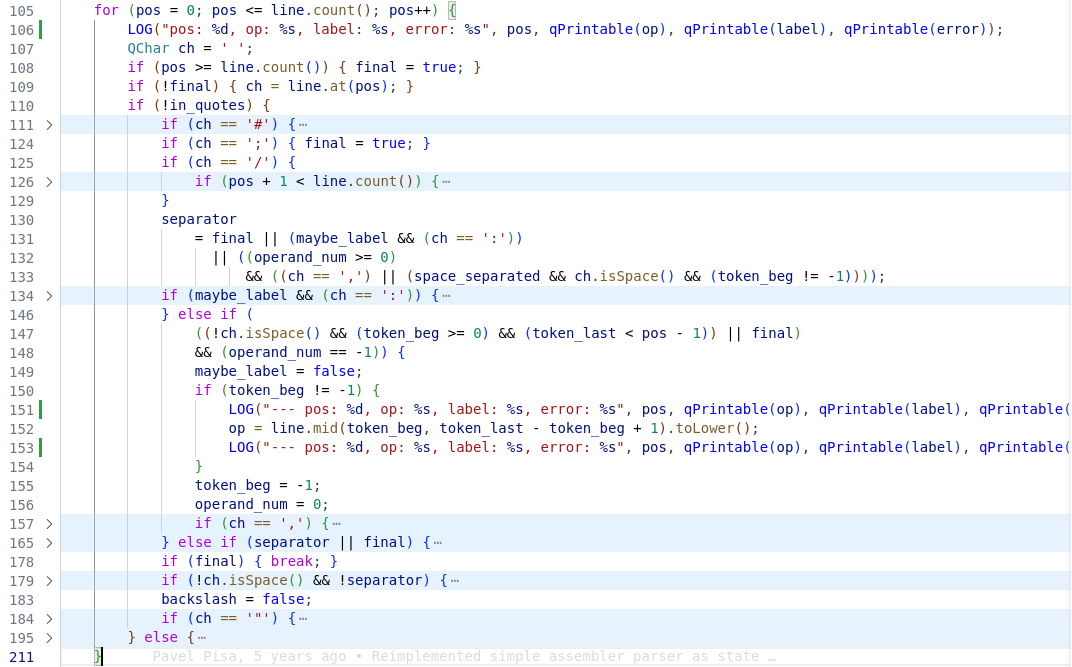 105 for (pos = 0; pos <= line.count(); pos++) {
106 LOG("pos: %d, op: %s, label: %s, error: %s", pos, qPrintable(op), qPrintable(label), qPrintable(error));
107 QChar ch = ' ';
108 if (pos >= line.count()) { final = true; }
109 if (!final) { ch = line.at(pos); }
110 if (!in_quotes) {
111 > if (ch == '#') {⋯
124 if (ch == ';') { final = true; }
125 if (ch == '/') {
126 > if (pos + 1 < line.count()) {⋯
129 }
130 separator
131 = final || (maybe_label && (ch == ':'))
132 || ((operand_num >= 0)
133 && ((ch == ',') || (space_separated && ch.isSpace() && (token_beg != -1))));
134 > if (maybe_label && (ch == ':')) {⋯
146 } else if (
147 ((!ch.isSpace() && (token_beg >= 0) && (token_last < pos - 1)) || final)
148 && (operand_num == -1)) {
149 maybe_label = false;
150 if (token_beg != -1) {
151 LOG("--- pos: %d, op: %s, label: %s, error: %s", pos, qPrintable(op), qPrintable(label), qPrintable(
152 op = line.mid(token_beg, token_last - token_beg + 1).toLower();
153 LOG("--- pos: %d, op: %s, label: %s, error: %s", pos, qPrintable(op), qPrintable(label), qPrintable(
154 }
155 token_beg = -1;
156 operand_num = 0;
157 > if (ch == ',') {⋯
165 > } else if (separator || final) {⋯
178 if (final) { break; }
179 > if (!ch.isSpace() && !separator) {⋯
183 backslash = false;
184 > if (ch == '"') {⋯
195 > } else {⋯
211 } Pavel Pisa, 5 years ago • Reimplemented simple assembler parser as state …